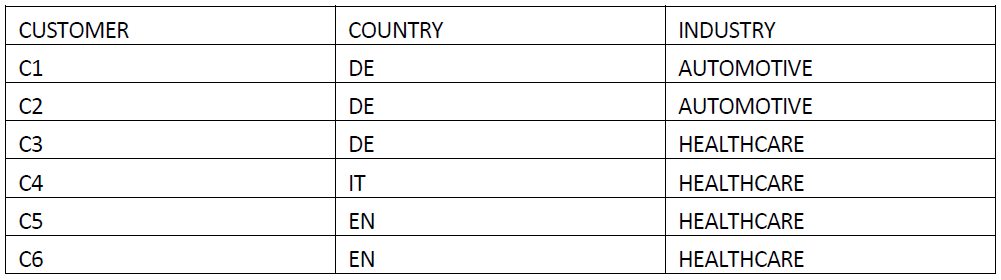 CUSTOMER COUNTRY INDUSTRY
C1 DE AUTOMOTIVE
C2 DE AUTOMOTIVE
C3 DE HEALTHCARE
C4 IT HEALTHCARE
C5 EN HEALTHCARE
C6 EN HEALTHCARE